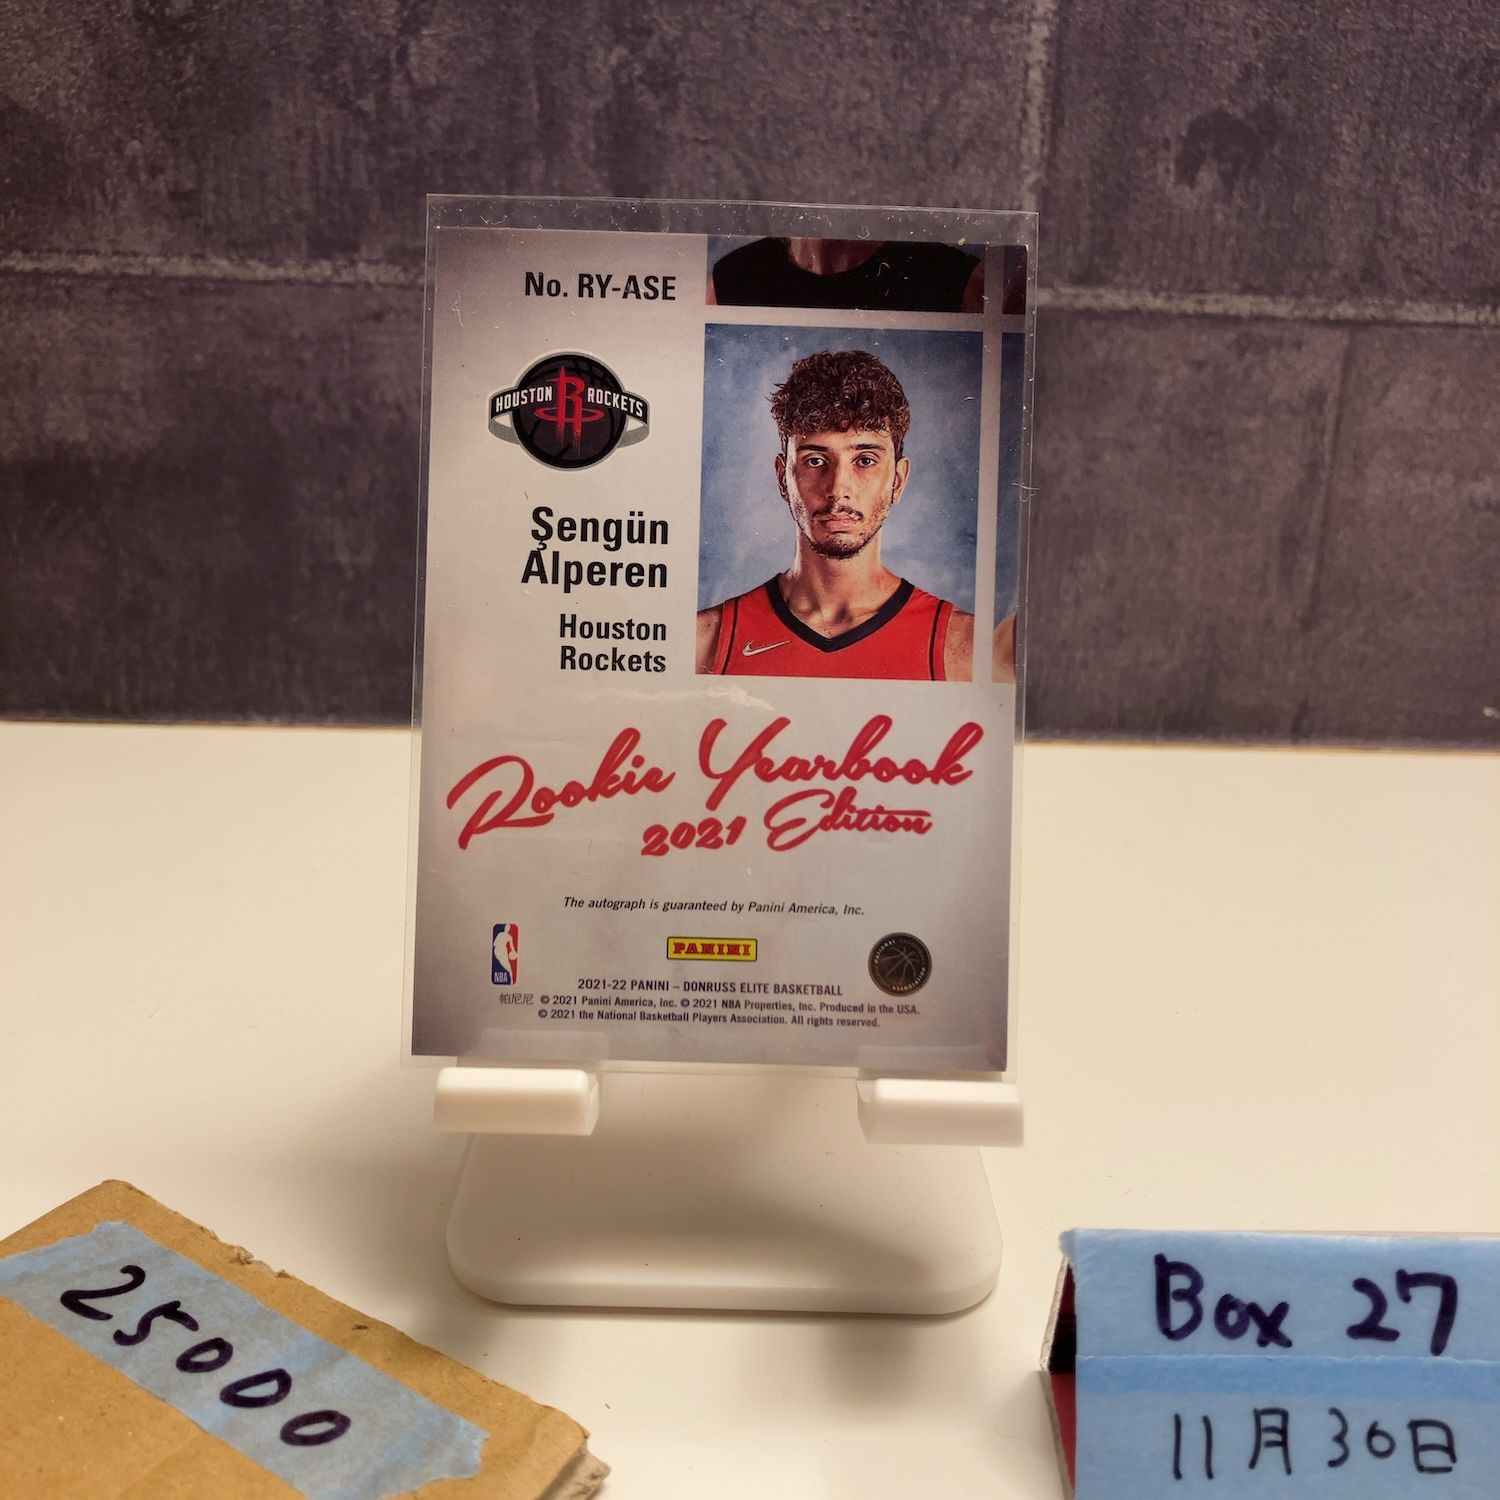 No. RY-ASE
HOUSTON R ROCKETS
Şengün
Alperen
Houston
Rockets
Rookie Yearbook
2021 Edition
The autograph is guaranteed by Panini America, Inc.
NBA
PANINI
2021-22 PANINI – DONRUSS ELITE BASKETBALL
帕尼尼 © 2021 Panini America, Inc. © 2021 NBA Properties, Inc. Produced in the USA.
© 2021 the National Basketball Players Association. All rights reserved.
25000
Box 27
11月30日